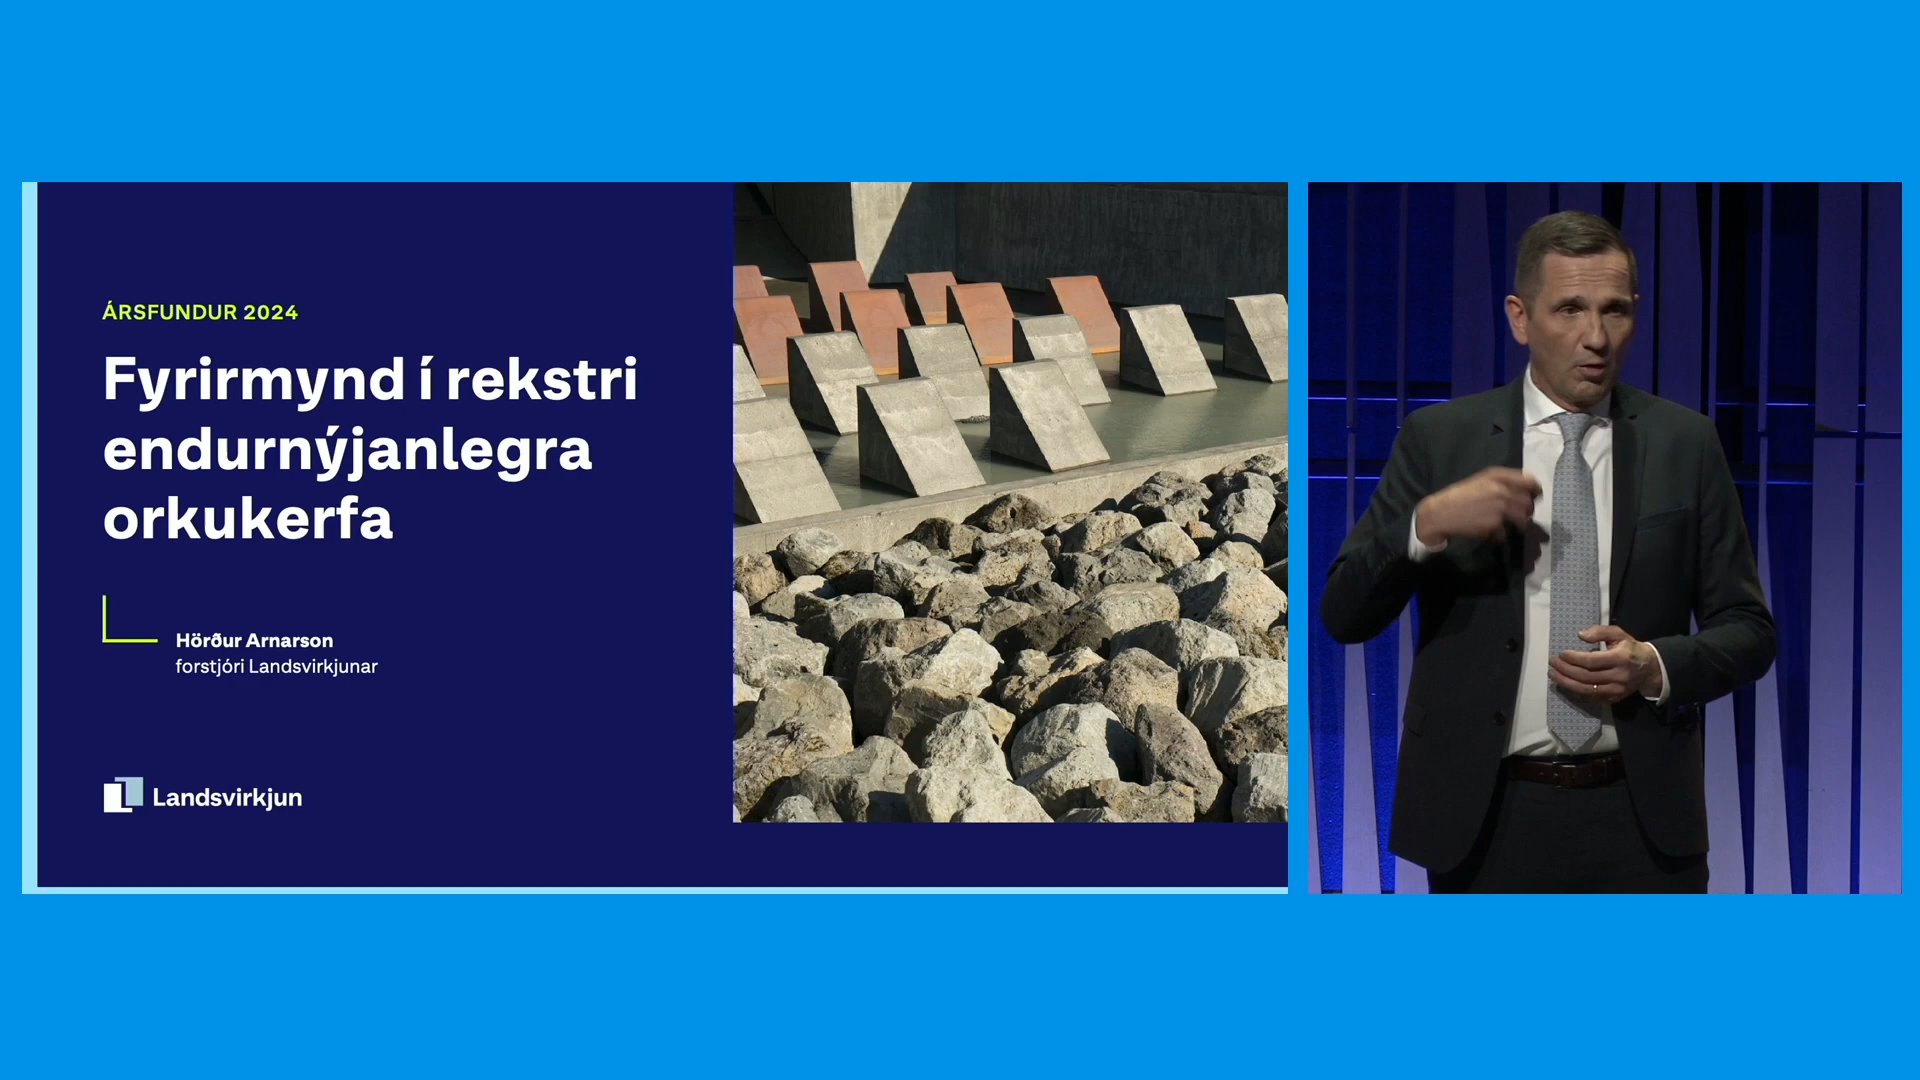 ÁRSFUNDUR 2024
Fyrirmynd í rekstri
endurnýjanlegra
orkukerfa
Hörður Arnarson
forstjóri Landsvirkjunar
Landsvirkjun